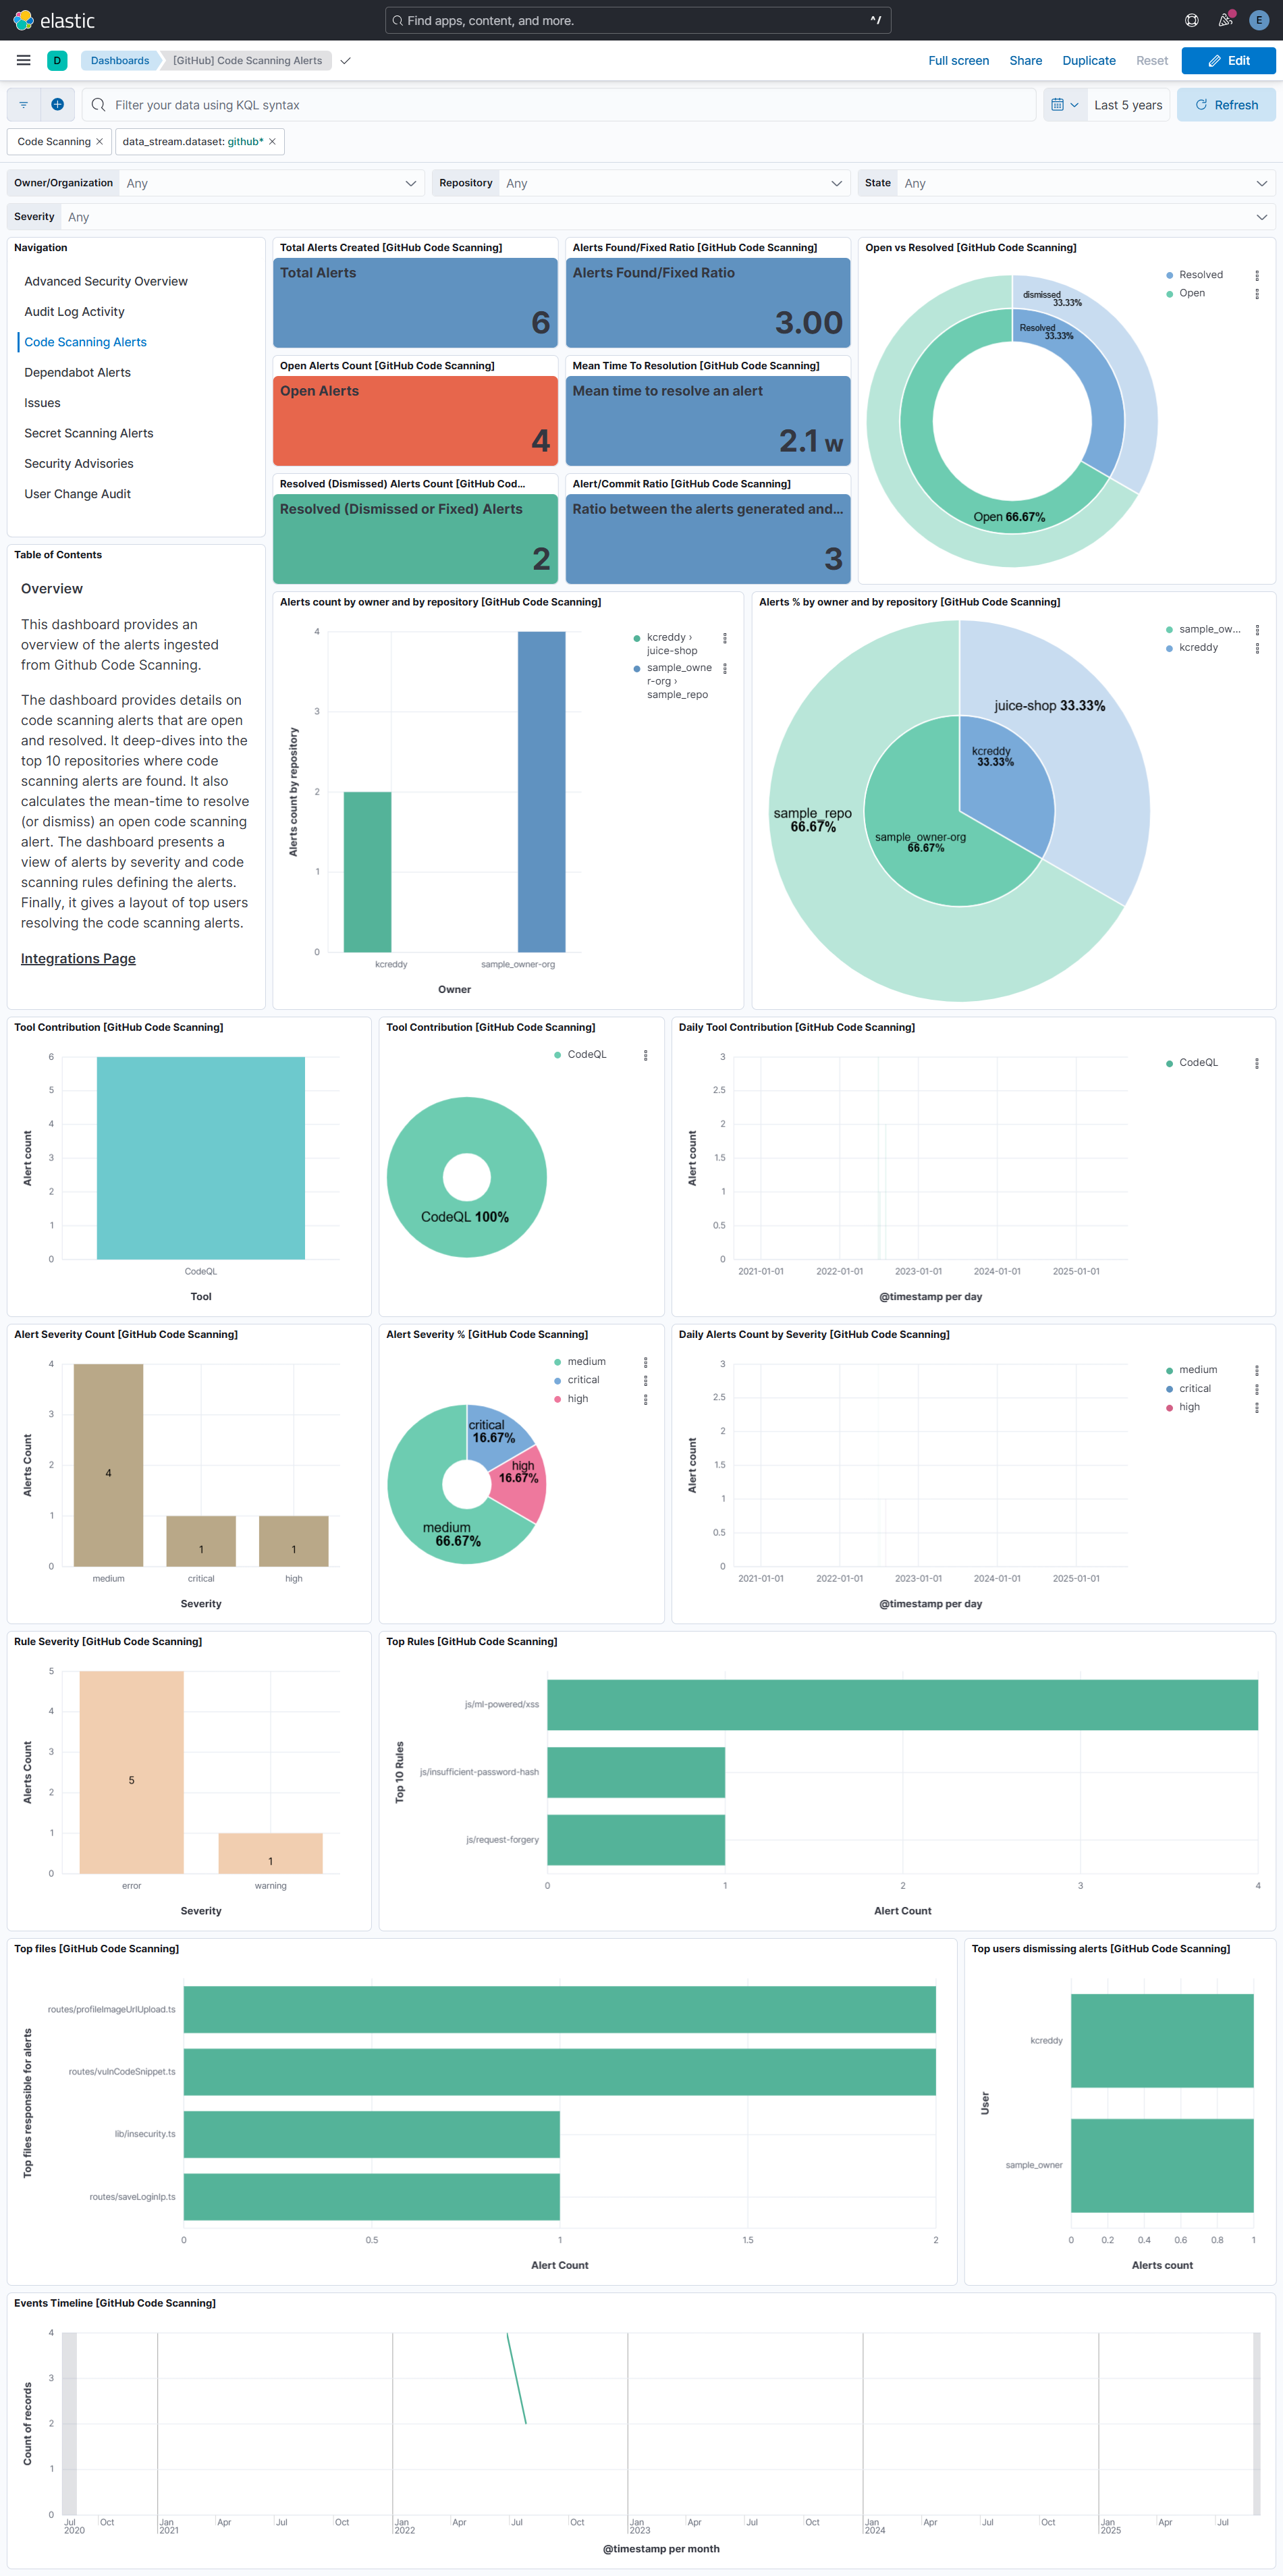 elastic
Find apps, content, and more.
^/
E
D
Dashboards
[GitHub] Code Scanning Alerts
Full screen
Share
Duplicate
Reset
Edit
Filter your data using KQL syntax
Last 5 years
Refresh
Code Scanning ×
data_stream.dataset: github* ×
Owner/Organization Any
Repository Any
State Any
Severity Any
Navigation
Advanced Security Overview
Audit Log Activity
Code Scanning Alerts
Dependabot Alerts
Issues
Secret Scanning Alerts
Security Advisories
User Change Audit
Table of Contents
Overview
This dashboard provides an
overview of the alerts ingested
from Github Code Scanning.
The dashboard provides details on
code scanning alerts that are open
and resolved. It deep-dives into the
top 10 repositories where code
scanning alerts are found. It also
calculates the mean-time to resolve
(or dismiss) an open code scanning
alert. The dashboard presents a
view of alerts by severity and code
scanning rules defining the alerts.
Finally, it gives a layout of top users
resolving the code scanning alerts.
Integrations Page
Total Alerts Created [GitHub Code Scanning]
Total Alerts
6
Alerts Found/Fixed Ratio [GitHub Code Scanning]
Alerts Found/Fixed Ratio
3.00
Open Alerts Count [GitHub Code Scanning]
Open Alerts
4
Mean Time To Resolution [GitHub Code Scanning]
Mean time to resolve an alert
2.1 w
Resolved (Dismissed) Alerts Count [GitHub Cod...
Resolved (Dismissed or Fixed) Alerts
2
Alert/Commit Ratio [GitHub Code Scanning]
Ratio between the alerts generated and...
3
Open vs Resolved [GitHub Code Scanning]
dismissed
33.33%
Resolved
33.33%
Open 66.67%
Resolved
Open
Alerts count by owner and by repository [GitHub Code Scanning]
Alerts count by repository
4
3
2
1
0
kcreddy
sample_owner-org
Owner
kcreddy ›
juice-shop
sample_owne
r-org ›
sample_repo
Alerts % by owner and by repository [GitHub Code Scanning]
juice-shop 33.33%
kcreddy
33.33%
sample_repo
66.67%
sample_owner-org
66.67%
sample_ow...
kcreddy
Tool Contribution [GitHub Code Scanning]
Alert count
6
5
4
3
2
1
0
CodeQL
Tool
Tool Contribution [GitHub Code Scanning]
CodeQL
CodeQL 100%
Daily Tool Contribution [GitHub Code Scanning]
Alert count
3
2.5
2
1.5
1
0.5
0
2021-01-01
2022-01-01
2023-01-01
2024-01-01
2025-01-01
@timestamp per day
CodeQL
Alert Severity Count [GitHub Code Scanning]
Alerts Count
4
3
2
1
0
4
1
1
medium
critical
high
Severity
Alert Severity % [GitHub Code Scanning]
medium
critical
high
critical
16.67%
high
16.67%
medium
66.67%
Daily Alerts Count by Severity [GitHub Code Scanning]
Alert count
3
2.5
2
1.5
1
0.5
0
2021-01-01
2022-01-01
2023-01-01
2024-01-01
2025-01-01
@timestamp per day
medium
critical
high
Rule Severity [GitHub Code Scanning]
Alerts Count
5
4
3
2
1
0
5
1
error
warning
Severity
Top Rules [GitHub Code Scanning]
Top 10 Rules
js/ml-powered/xss
js/insufficient-password-hash
js/request-forgery
0
1
2
3
4
Alert Count
Top files [GitHub Code Scanning]
Top files responsible for alerts
routes/profileImageUrlUpload.ts
routes/vulnCodeSnippet.ts
lib/insecurity.ts
routes/saveLoginIp.ts
0
0.5
1
1.5
2
Alert Count
Top users dismissing alerts [GitHub Code Scanning]
User
kcreddy
sample_owner
0
0.2
0.4
0.6
0.8
1
Alerts count
Events Timeline [GitHub Code Scanning]
Count of records
4
3
2
1
0
Jul
2020
Oct
Jan
2021
Apr
Jul
Oct
Jan
2022
Apr
Jul
Oct
Jan
2023
Apr
Jul
Oct
Jan
2024
Apr
Jul
Oct
Jan
2025
Apr
Jul
@timestamp per month